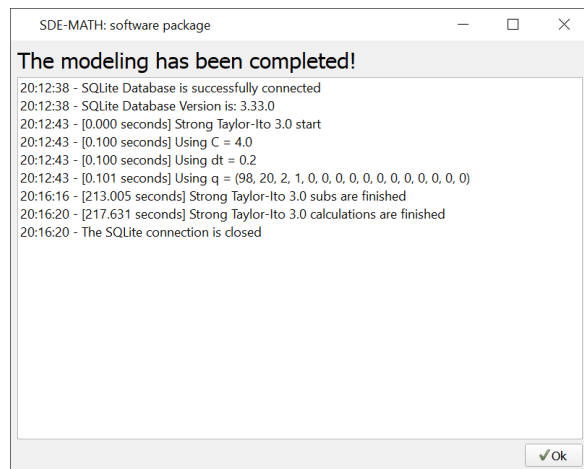 SDE-MATH: software package
The modeling has been completed!
20:12:38 - SQLite Database is successfully connected
20:12:38 - SQLite Database Version is: 3.33.0
20:12:43 - [0.000 seconds] Strong Taylor-Ito 3.0 start
20:12:43 - [0.100 seconds] Using C = 4.0
20:12:43 - [0.100 seconds] Using dt = 0.2
20:12:43 - [0.101 seconds] Using q = (98, 20, 2, 1, 0, 0, 0, 0, 0, 0, 0, 0, 0, 0, 0, 0)
20:16:16 - [213.005 seconds] Strong Taylor-Ito 3.0 subs are finished
20:16:20 - [217.631 seconds] Strong Taylor-Ito 3.0 calculations are finished
20:16:20 - The SQLite connection is closed
Ok